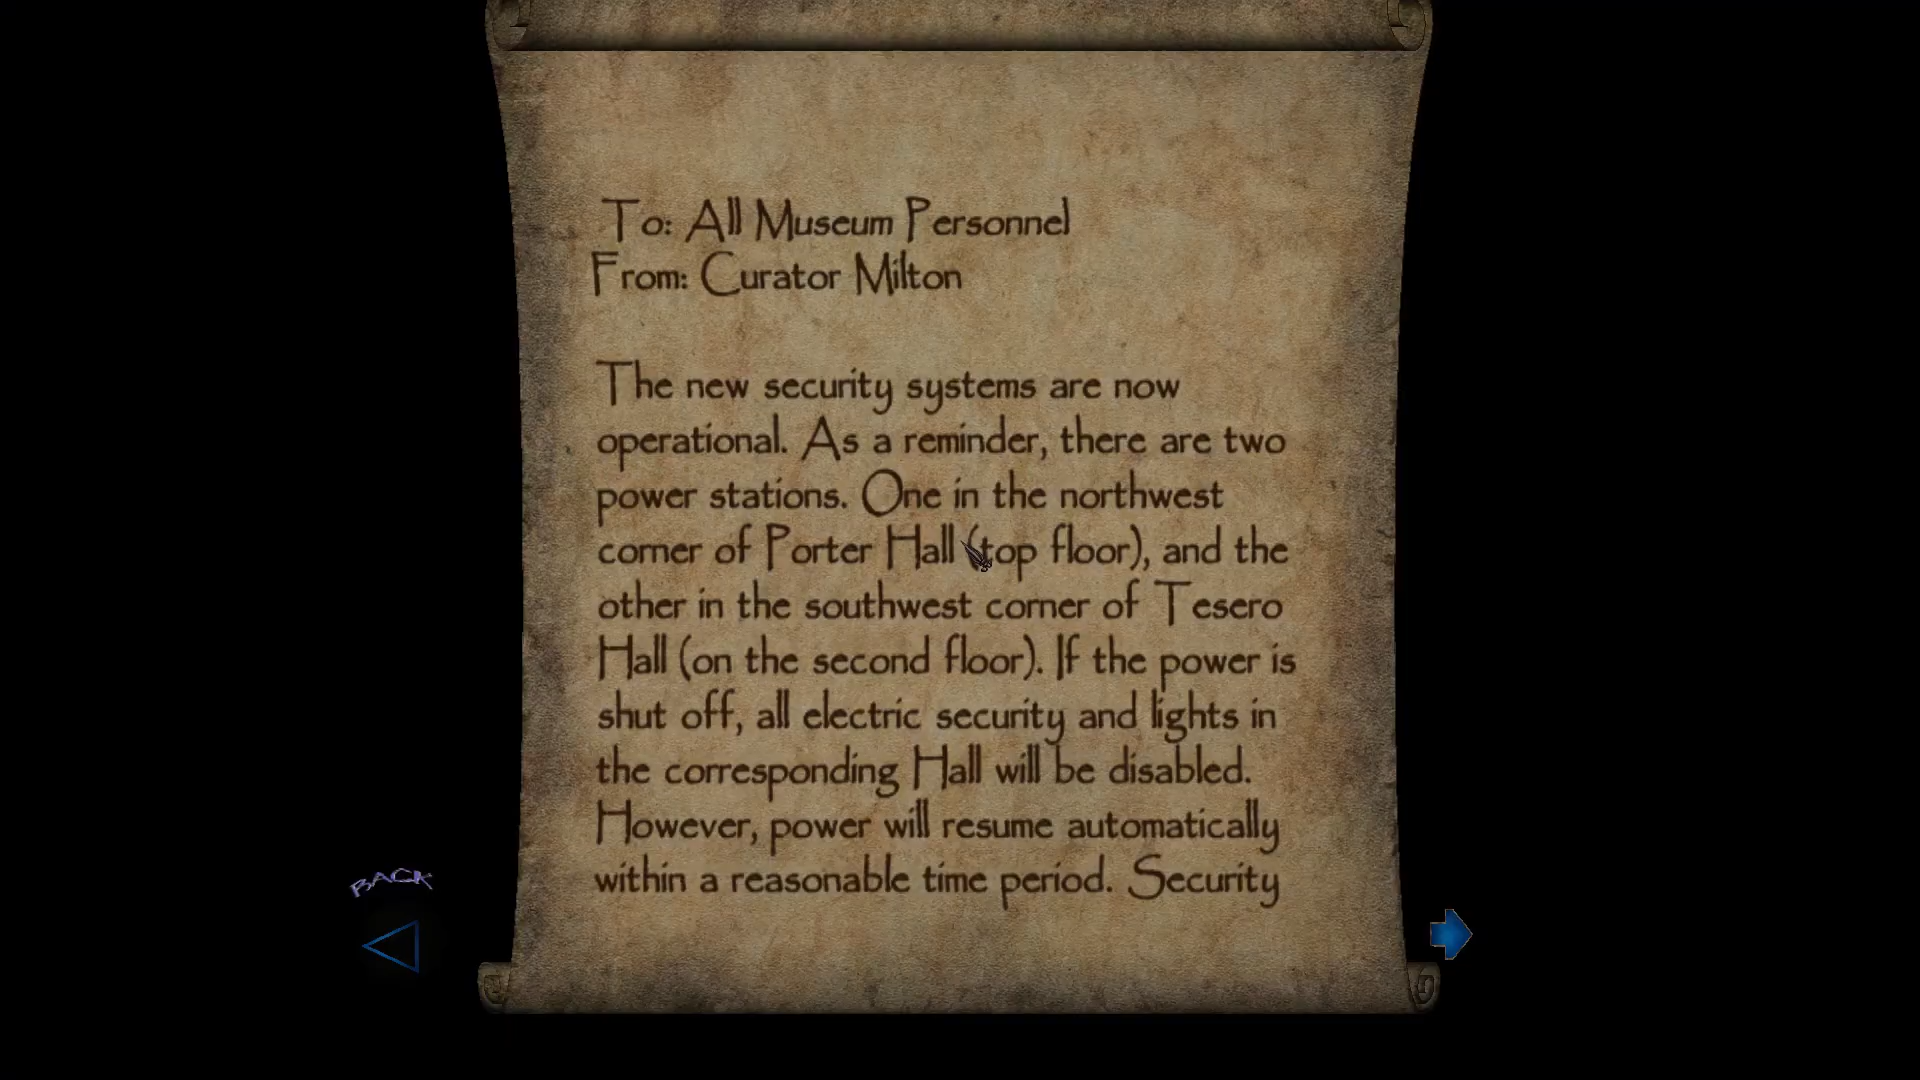 To: All Museum Personnel
From: Curator Milton
The new security systems are now
operational. As a reminder, there are two
power stations. One in the northwest
corner of Porter Hall (top floor), and the
other in the southwest corner of Tesero
Hall (on the second floor). If the power is
shut off, all electric security and lights in
the corresponding Hall will be disabled.
However, power will resume automatically
within a reasonable time period. Security
BACK